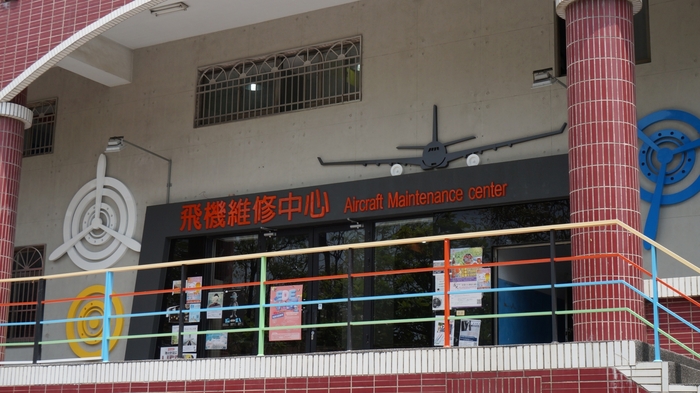 飛機維修中心 Aircraft Maintenance center